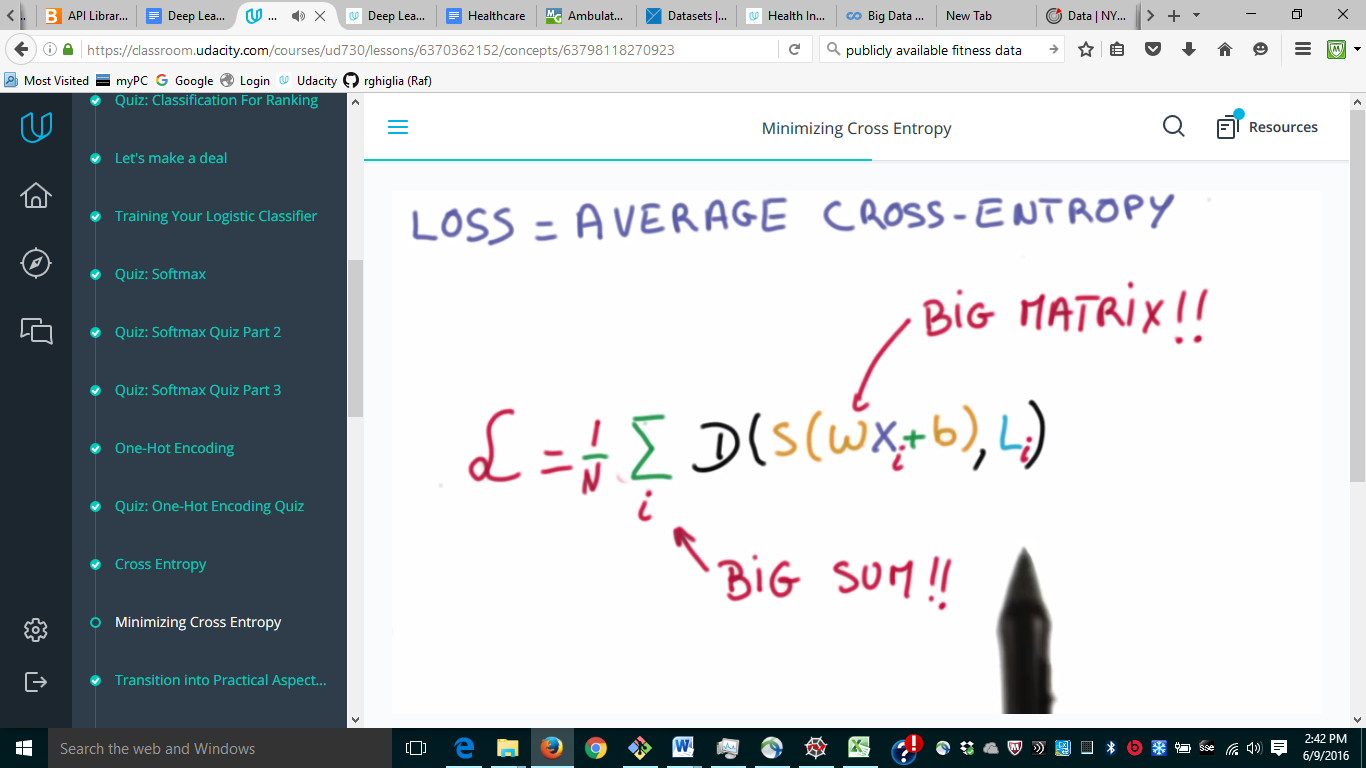 API Librar...
Deep Lea...
...
Deep Lea...
Healthcare
Ambulat...
Datasets |...
Health In...
Big Data ...
New Tab
Data | NY...
https://classroom.udacity.com/courses/ud730/lessons/6370362152/concepts/63798118270923
publicly available fitness data
Most Visited
myPC
Google
Login
Udacity
rghiglia (Raf)
Quiz: Classification For Ranking
Let's make a deal
Training Your Logistic Classifier
Quiz: Softmax
Quiz: Softmax Quiz Part 2
Quiz: Softmax Quiz Part 3
One-Hot Encoding
Quiz: One-Hot Encoding Quiz
Cross Entropy
Minimizing Cross Entropy
Transition into Practical Aspect...
Minimizing Cross Entropy
Resources
LOSS = AVERAGE CROSS-ENTROPY
BiG MATRiX!!
ℒ = 1/N Σi D(S(WXi+b), Li)
BiG SUM!!
Search the web and Windows
2:42 PM
6/9/2016